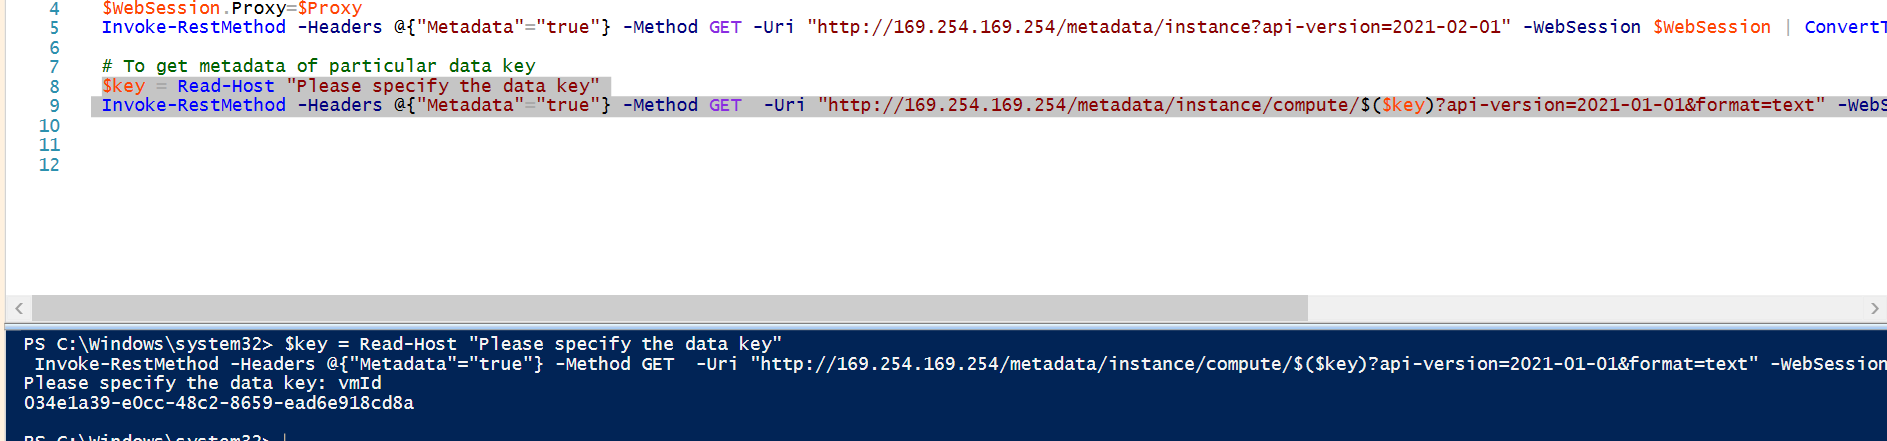 4 $WebSession.Proxy=$Proxy
5 Invoke-RestMethod -Headers @{"Metadata"="true"} -Method GET -Uri "http://169.254.169.254/metadata/instance?api-version=2021-02-01" -WebSession $WebSession | ConvertT
6
7 # To get metadata of particular data key
8 $key = Read-Host "Please specify the data key"
9 Invoke-RestMethod -Headers @{"Metadata"="true"} -Method GET  -Uri "http://169.254.169.254/metadata/instance/compute/$($key)?api-version=2021-01-01&format=text" -WebS
10
11
12
PS C:\Windows\system32> $key = Read-Host "Please specify the data key"
 Invoke-RestMethod -Headers @{"Metadata"="true"} -Method GET  -Uri "http://169.254.169.254/metadata/instance/compute/$($key)?api-version=2021-01-01&format=text" -WebSession
Please specify the data key: vmId
034e1a39-e0cc-48c2-8659-ead6e918cd8a
PS C:\Windows\system32>